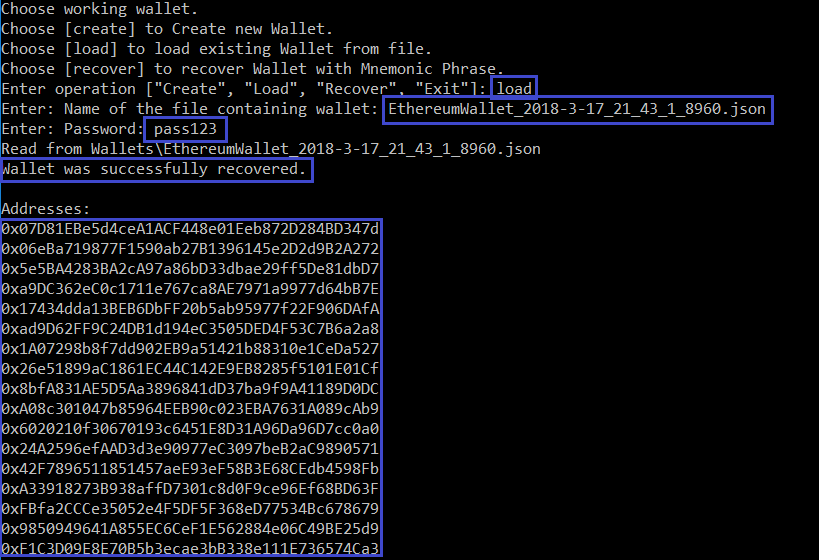 Choose working wallet.
Choose [create] to Create new Wallet.
Choose [load] to load existing Wallet from file.
Choose [recover] to recover Wallet with Mnemonic Phrase.
Enter operation ["Create", "Load", "Recover", "Exit"]: load
Enter: Name of the file containing wallet: EthereumWallet_2018-3-17_21_43_1_8960.json
Enter: Password: pass123
Read from Wallets\EthereumWallet_2018-3-17_21_43_1_8960.json
Wallet was successfully recovered.
Addresses:
0x07D81EBe5d4ceA1ACF448e01Eeb872D284BD347d
0x06eBa719877F1590ab27B1396145e2D2d9B2A272
0x5e5BA4283BA2cA97a86bD33dbae29ff5De81dbD7
0xa9DC362eC0c1711e767ca8AE7971a9977d64bB7E
0x17434dda13BEB6DbFF20b5ab95977f22F906DAfA
0xad9D62FF9C24DB1d194eC3505DED4F53C7B6a2a8
0x1A07298b8f7dd902EB9a51421b88310e1CeDa527
0x26e51899aC1861EC44C142E9EB8285f5101E01Cf
0x8bfA831AE5D5Aa3896841dD37ba9f9A41189D0DC
0xA08c301047b85964EEB90c023EBA7631A089cAb9
0x6020210f30670193c6451E8D31A96Da96D7cc0a0
0x24A2596efAAD3d3e90977eC3097beB2aC9890571
0x42F7896511851457aeE93eF58B3E68CEdb4598Fb
0xA33918273B938affD7301c8d0F9ce96Ef68BD63F
0xFBfa2CCCe35052e4F5DF5F368eD77534Bc678679
0x9850949641A855EC6CeF1E562884e06C49BE25d9
0xF1C3D09E8E70B5b3ecae3bB338e111E736574Ca3